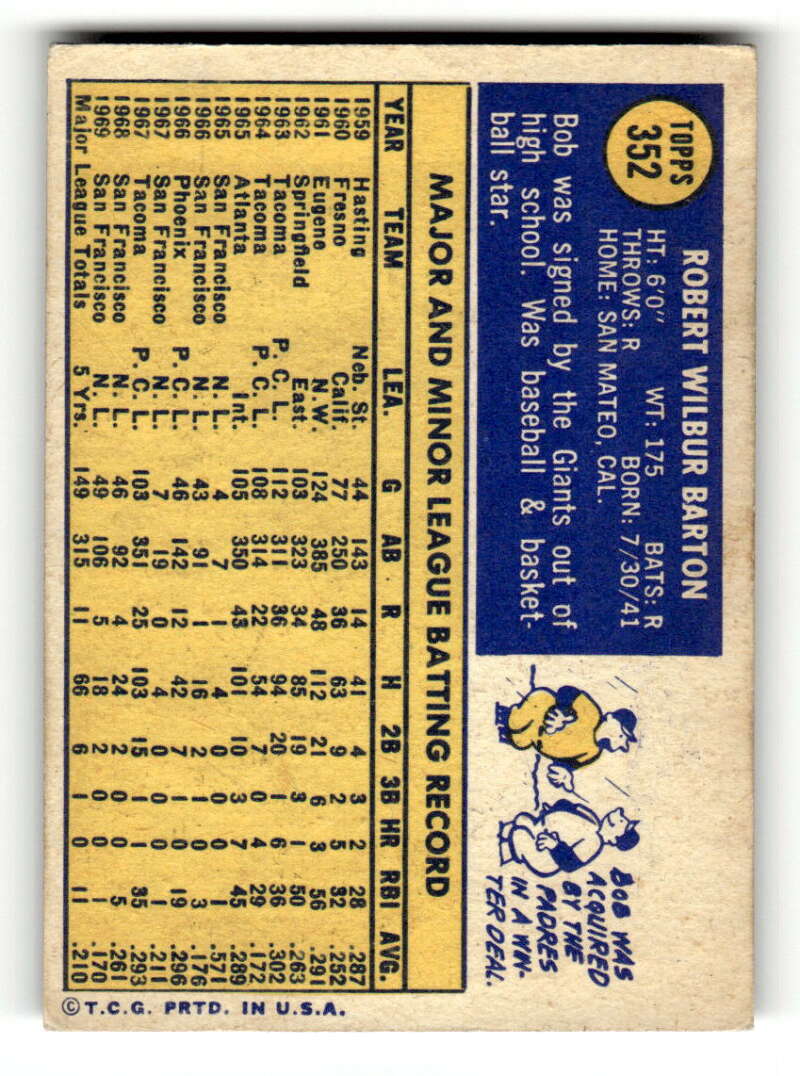 TOPPS
352
ROBERT WILBUR BARTON
HT: 6'0" WT: 175 BATS: R
THROWS: R BORN: 7/30/41
HOME: SAN MATEO, CAL.
Bob was signed by the Giants out of
high school. Was baseball & basket-
ball star.
BOB WAS
ACQUIRED
BY THE
PADRES
IN A WIN-
TER DEAL.
MAJOR AND MINOR LEAGUE BATTING RECORD
YEAR TEAM LEA. G AB R H 2B 3B HR RBI AVG.
1959 Hasting Neb. St. 44 143 14 41 4 3 2 28 .287
1960 Fresno Calif. 77 250 36 63 9 2 5 32 .252
1961 Eugene N.W. 124 385 48 112 21 6 3 56 .291
1962 Springfield East. 103 323 34 85 19 3 1 50 .263
1963 Tacoma P.C.L. 112 311 36 94 20 1 6 36 .302
1964 Tacoma P.C.L. 108 314 22 54 7 0 4 29 .172
1965 Atlanta Int. 105 350 43 101 10 3 7 45 .289
1965 San Francisco N.L. 4 7 1 4 0 0 0 1 .571
1966 San Francisco N.L. 43 91 1 16 2 1 0 3 .176
1966 Phoenix P.C.L. 46 142 12 42 7 1 0 19 .296
1967 San Francisco N.L. 7 19 0 4 0 0 0 1 .211
1967 Tacoma P.C.L. 103 351 25 103 15 1 1 35 .293
1968 San Francisco N.L. 46 92 4 24 2 0 0 5 .261
1969 San Francisco N.L. 49 106 5 18 2 0 0 1 .170
Major League Totals 5 Yrs. 149 315 11 66 6 1 0 11 .210
© T.C.G. PRTD. IN U.S.A.